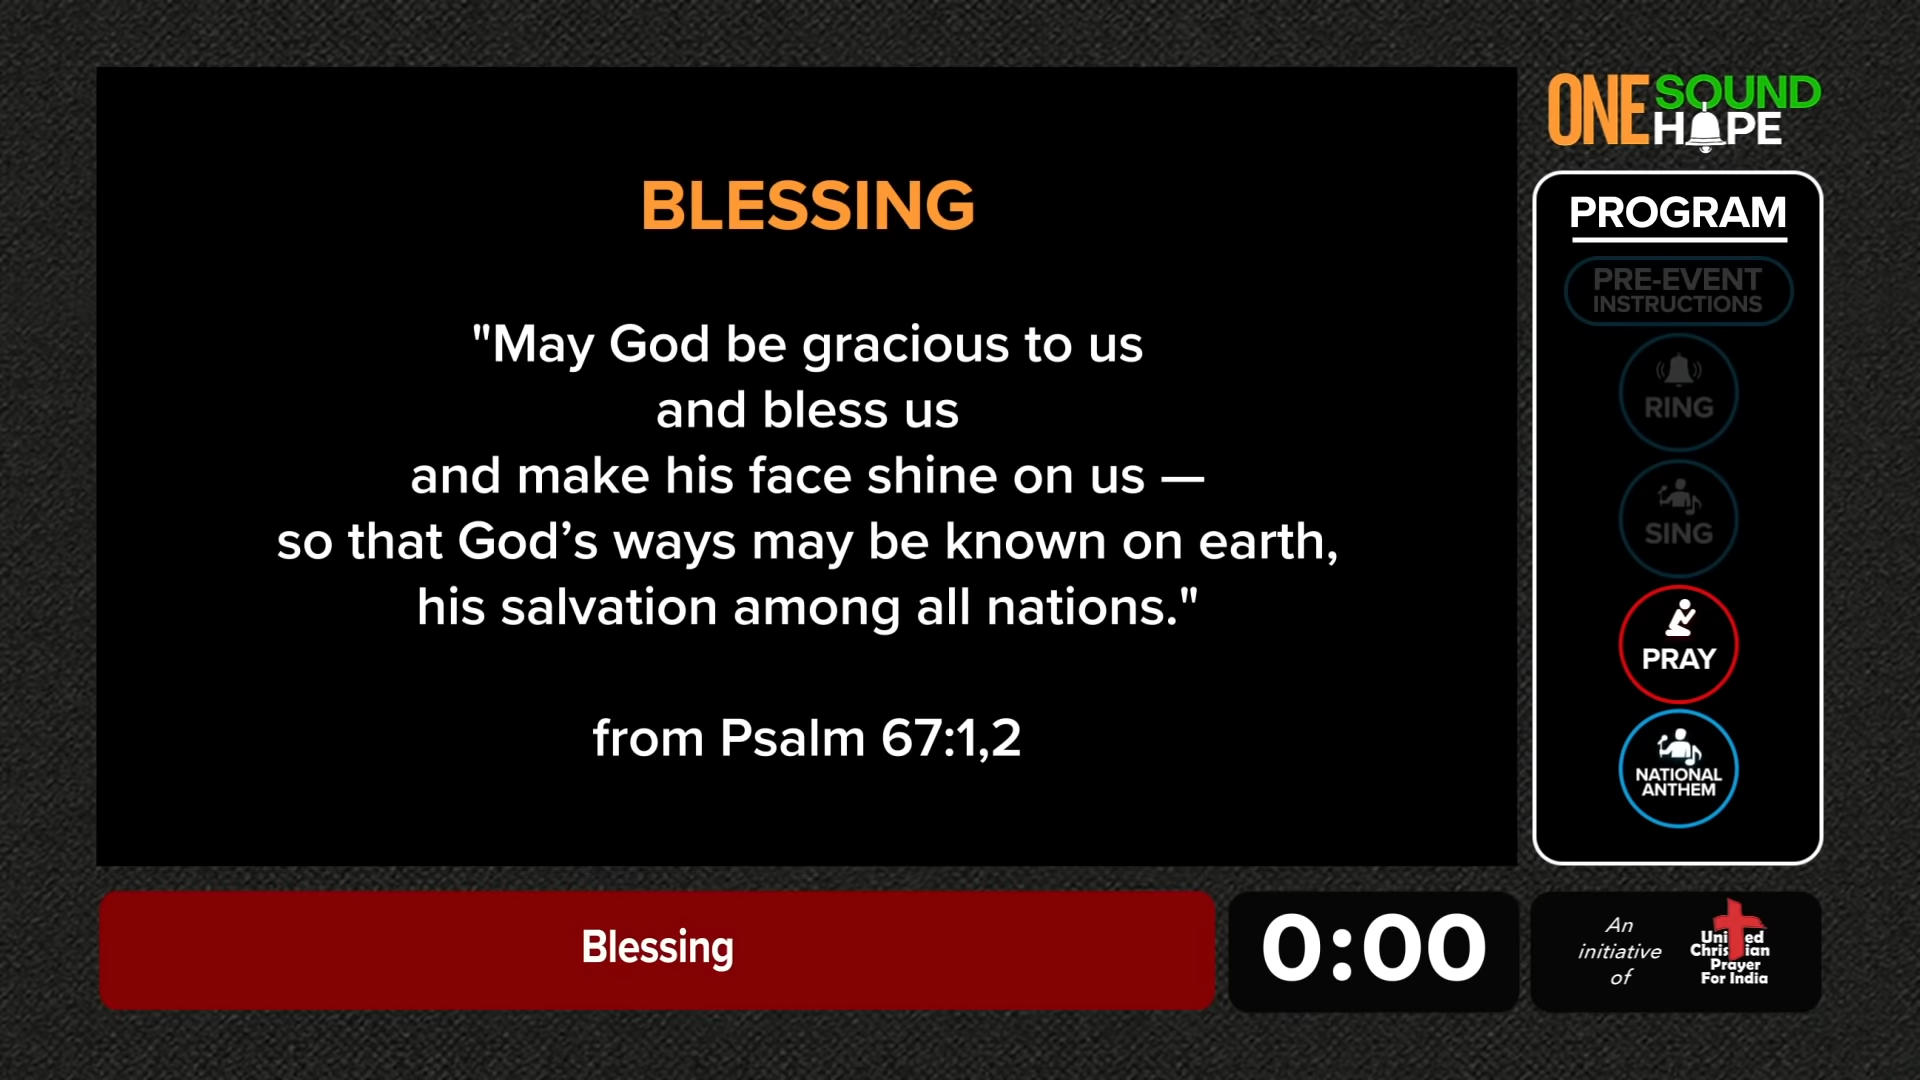 BLESSING
"May God be gracious to us
and bless us
and make his face shine on us —
so that God’s ways may be known on earth,
his salvation among all nations."
from Psalm 67:1,2
ONE SOUND
HOPE
PROGRAM
PRE-EVENT
INSTRUCTIONS
RING
SING
PRAY
NATIONAL
ANTHEM
Blessing
0:00
An
initiative
of
United
Christian
Prayer
For India